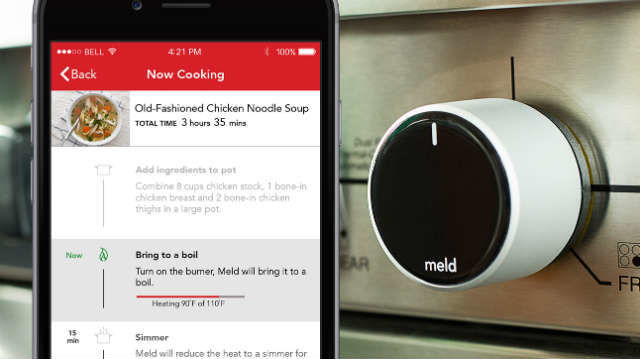 BELL 4:21 PM 100%
Back Now Cooking
Old-Fashioned Chicken Noodle Soup
TOTAL TIME 3 hours 35 mins
Add ingredients to pot
Combine 8 cups chicken stock, 1 bone-in
chicken breast and 2 bone-in chicken
thighs in a large pot.
Now
Bring to a boil
Turn on the burner, Meld will bring it to a
boil.
Heating 90°F of 110°F
15
min
Simmer
Meld will reduce the heat to a simmer for
meld
Dual
EAR
FR